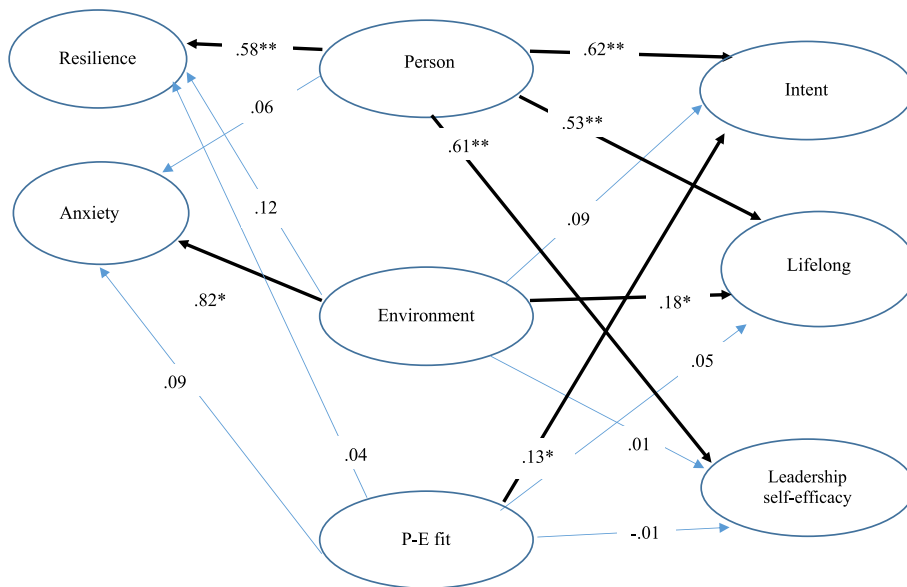 Resilience
.58**
Person
.62**
Intent
.06
.53**
.61**
Anxiety
.12
.09
Lifelong
.82*
Environment
.18*
.05
.09
.04
.13*
.01
Leadership
self-efficacy
P-E fit
-.01